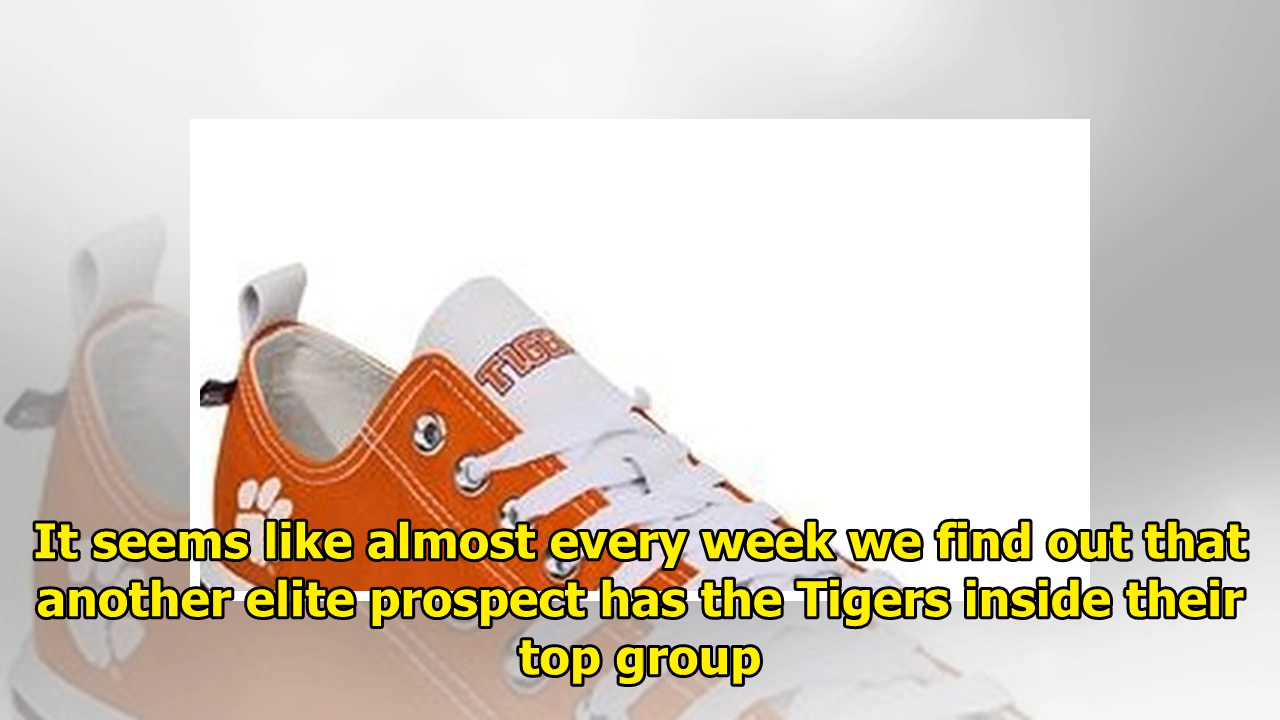 TIGE
It seems like almost every week we find out that
another elite prospect has the Tigers inside their
top group